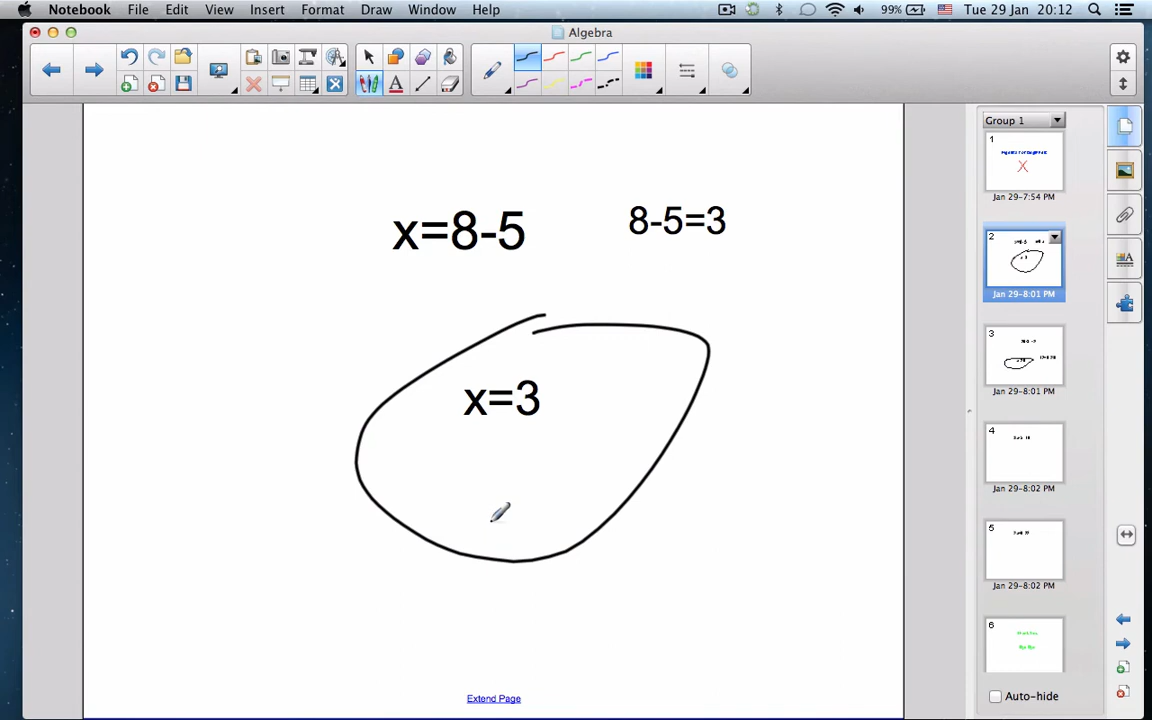 Notebook File Edit View Insert Format Draw Window Help 99% Tue 29 Jan 20:12
Algebra
x=8-5 8-5=3
x=3
Extend Page
Group 1
1
X
Jan 29-7:54 PM
2
Jan 29-8:01 PM
3
Jan 29-8:01 PM
4
Jan 29-8:02 PM
5
Jan 29-8:02 PM
6
Auto-hide